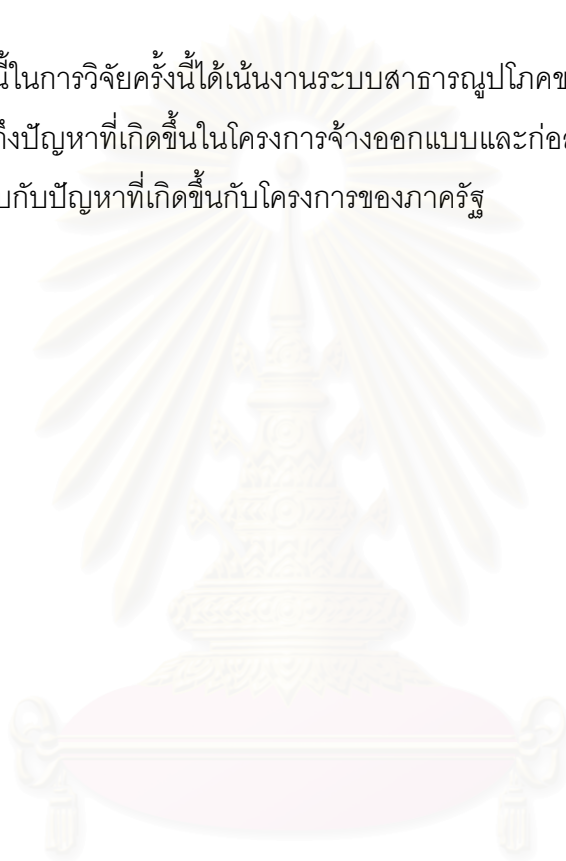 นี้ในการวิจัยครั้งนี้ได้เน้นงานระบบสาธารณูปโภค
ถึงปัญหาที่เกิดขึ้นในโครงการจ้างออกแบบและ
กับปัญหาที่เกิดขึ้นกับโครงการของภาครัฐ